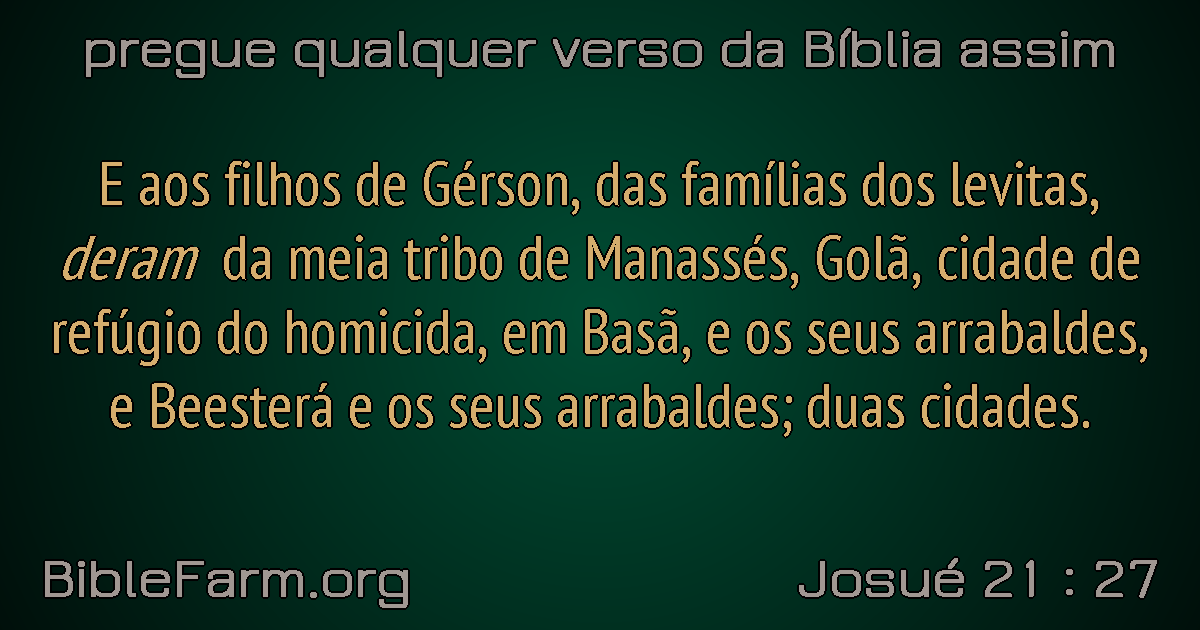 pregue qualquer verso da Bíblia assim
E aos filhos de Gérson, das famílias dos levitas,
deram da meia tribo de Manassés, Golã, cidade de
refúgio do homicida, em Basã, e os seus arrabaldes,
e Beesterá e os seus arrabaldes; duas cidades.
BibleFarm.org
Josué 21 : 27